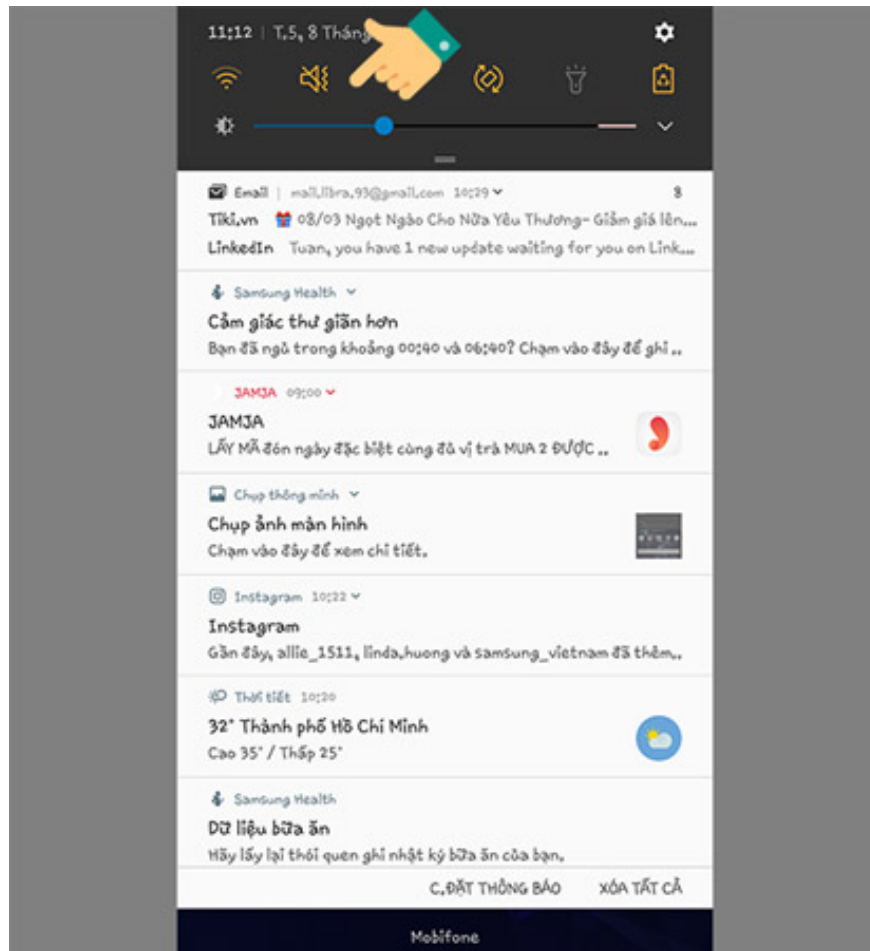 11:12 | T.5, 8 Tháng
Email | mail.libra.93@gmail.com 10:29 8
Tiki.vn 🎁 08/03 Ngọt Ngào Cho Nữa Yêu Thương- Giảm giá lên...
LinkedIn Tuan, you have 1 new update waiting for you on Link...
Samsung Health
Cảm giác thư giãn hơn
Bạn đã ngủ trong khoảng 00:40 và 06:40? Chạm vào đây để ghi ..
JAMJA 09:00
JAMJA
LẤY MÃ đón ngày đặc biệt cùng đủ vị trà MUA 2 ĐƯỢC ..
Chụp thông minh
Chụp ảnh màn hình
Chạm vào đây để xem chi tiết.
Instagram 10:22
Instagram
Gần đây, allie_1511, linda.huong và samsung_vietnam đã thêm..
Thời tiết 10:20
32° Thành phố Hồ Chí Minh
Cao 35° / Thấp 25°
Samsung Health
Dữ liệu bữa ăn
Hãy lấy lại thói quen ghi nhật ký bữa ăn của bạn.
C.ĐẶT THÔNG BÁO XÓA TẤT CẢ
Mobifone